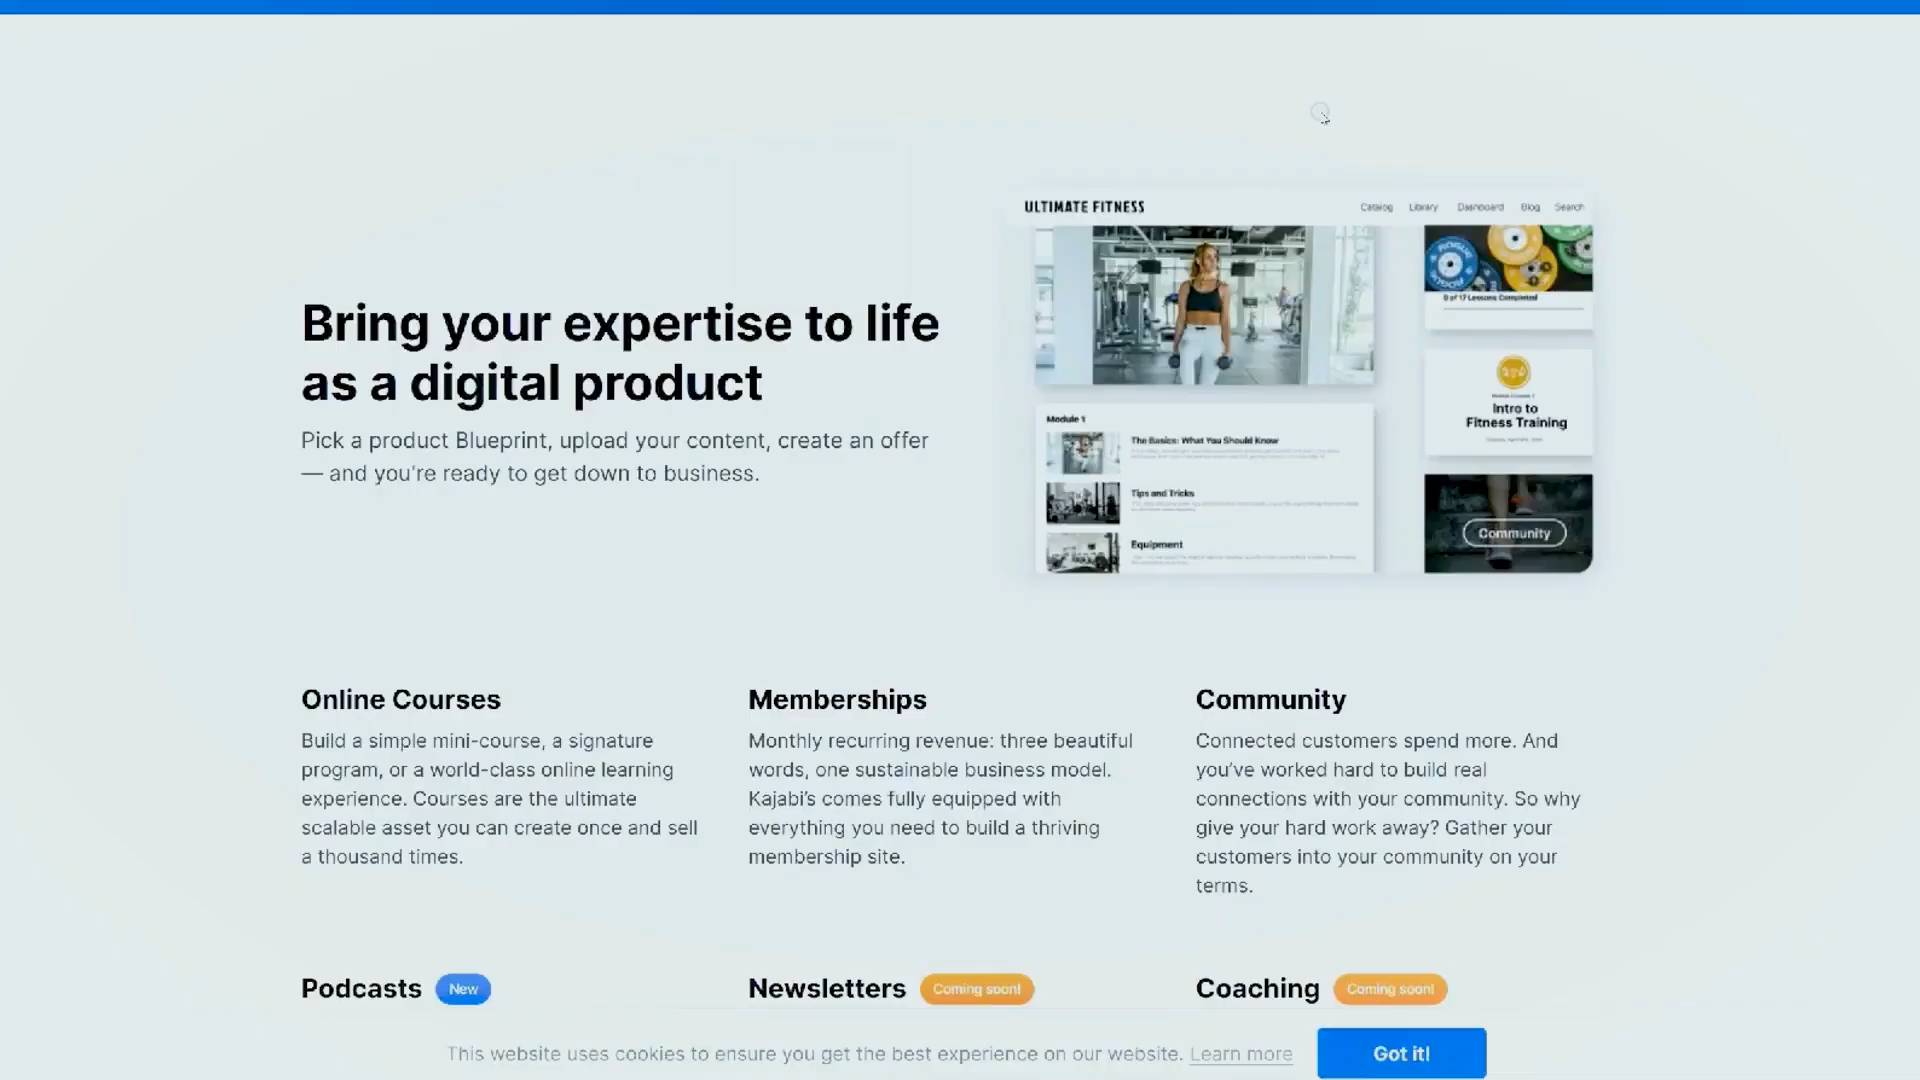 ULTIMATE FITNESS
Catalog Library Dashboard Blog Search
Bring your expertise to life
as a digital product
Pick a product Blueprint, upload your content, create an offer
— and you're ready to get down to business.
9 of 17 Lessons Completed
Intro to
Fitness Training
Community
Module 1
The Basics: What You Should Know
Tips and Tricks
Equipment
Online Courses
Build a simple mini-course, a signature
program, or a world-class online learning
experience. Courses are the ultimate
scalable asset you can create once and sell
a thousand times.
Memberships
Monthly recurring revenue: three beautiful
words, one sustainable business model.
Kajabi’s comes fully equipped with
everything you need to build a thriving
membership site.
Community
Connected customers spend more. And
you’ve worked hard to build real
connections with your community. So why
give your hard work away? Gather your
customers into your community on your
terms.
Podcasts New
Newsletters Coming soon!
Coaching Coming soon!
This website uses cookies to ensure you get the best experience on our website. Learn more
Got it!